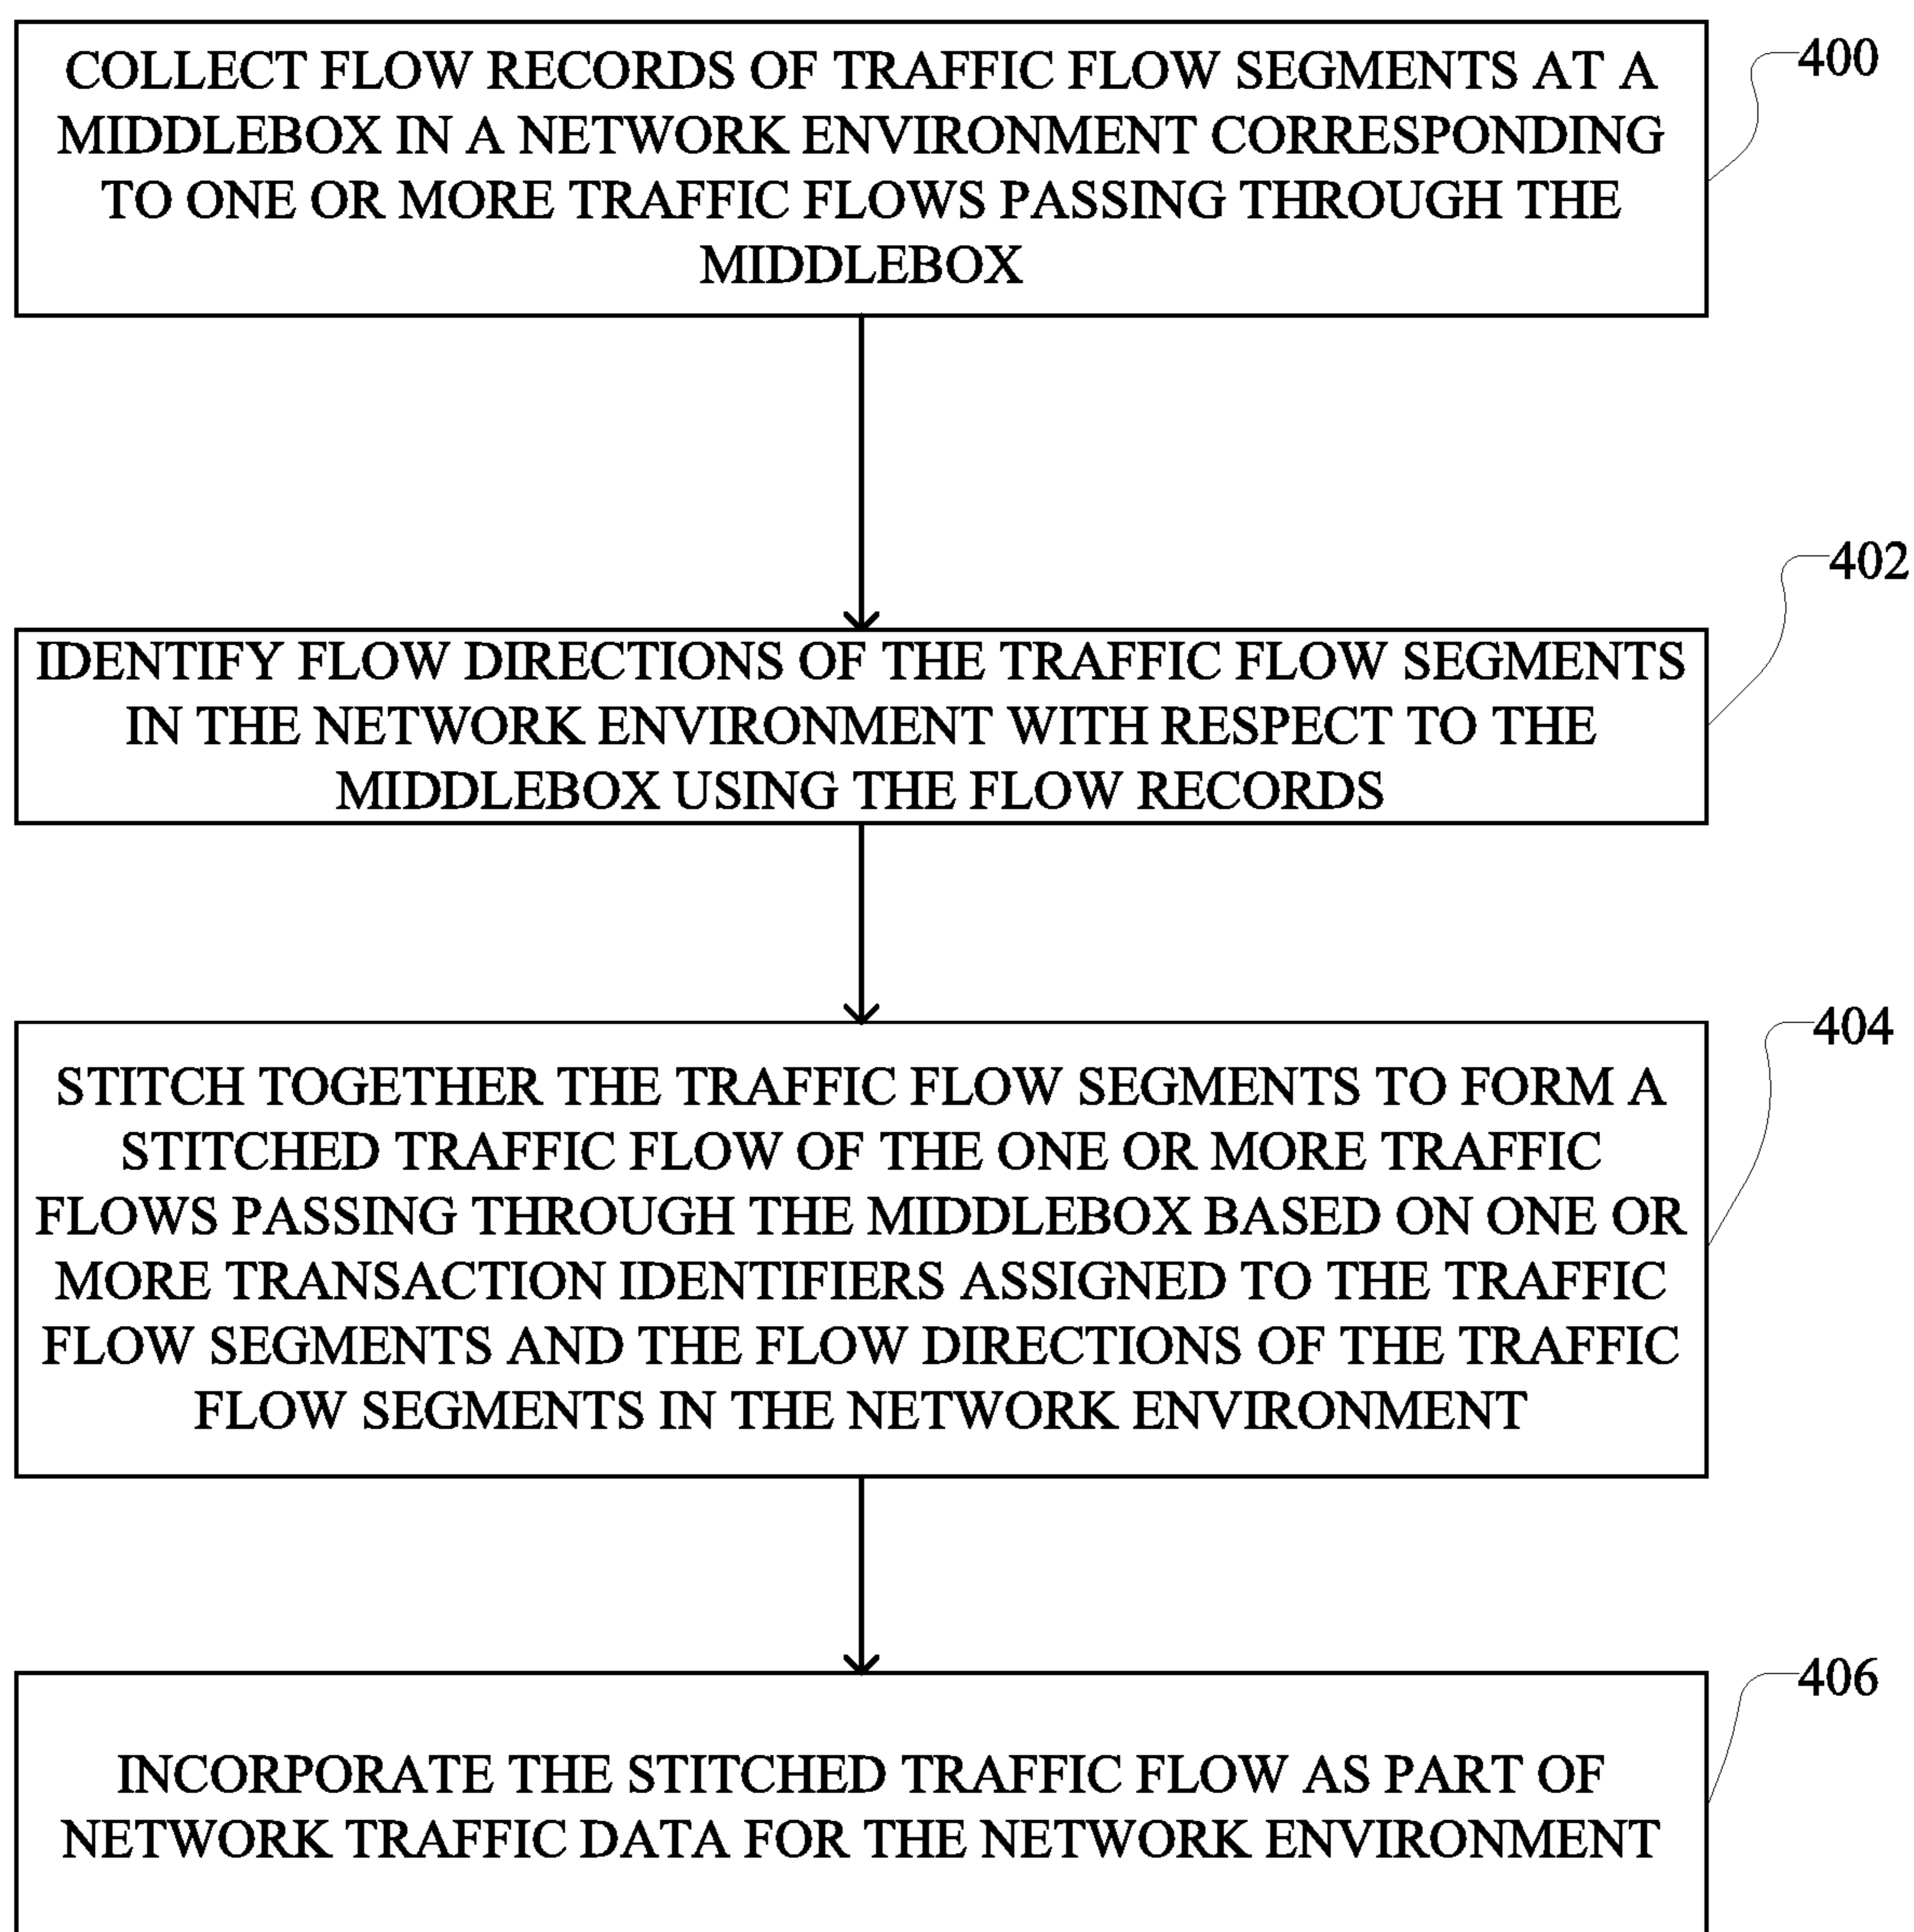 COLLECT FLOW RECORDS OF TRAFFIC FLOW SEGMENTS AT A
MIDDLEBOX IN A NETWORK ENVIRONMENT CORRESPONDING
TO ONE OR MORE TRAFFIC FLOWS PASSING THROUGH THE
MIDDLEBOX
400
IDENTIFY FLOW DIRECTIONS OF THE TRAFFIC FLOW SEGMENTS
IN THE NETWORK ENVIRONMENT WITH RESPECT TO THE
MIDDLEBOX USING THE FLOW RECORDS
402
STITCH TOGETHER THE TRAFFIC FLOW SEGMENTS TO FORM A
STITCHED TRAFFIC FLOW OF THE ONE OR MORE TRAFFIC
FLOWS PASSING THROUGH THE MIDDLEBOX BASED ON ONE OR
MORE TRANSACTION IDENTIFIERS ASSIGNED TO THE TRAFFIC
FLOW SEGMENTS AND THE FLOW DIRECTIONS OF THE TRAFFIC
FLOW SEGMENTS IN THE NETWORK ENVIRONMENT
404
INCORPORATE THE STITCHED TRAFFIC FLOW AS PART OF
NETWORK TRAFFIC DATA FOR THE NETWORK ENVIRONMENT
406